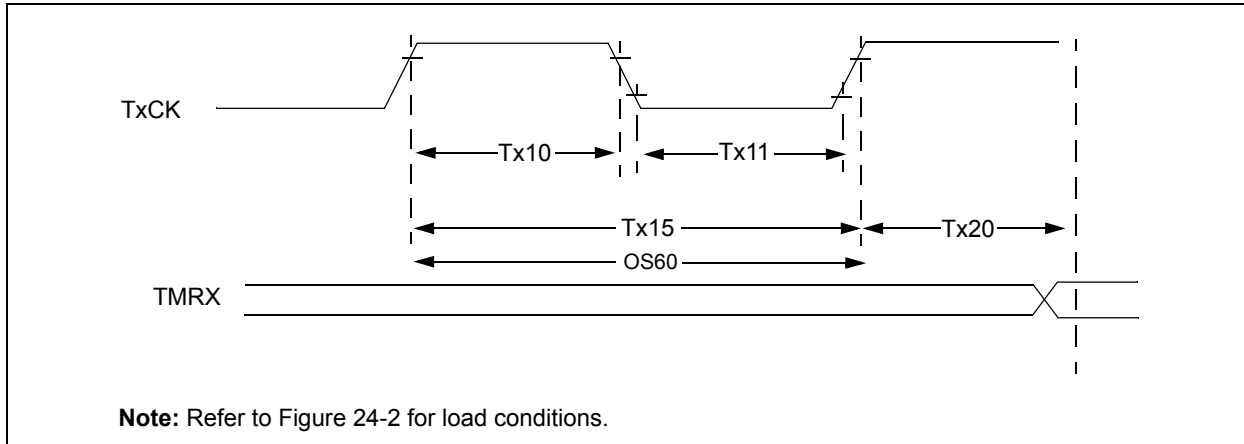 TxCK
Tx10
Tx11
Tx15
Tx20
OS60
TMRX
Note: Refer to Figure 24-2 for load conditions.